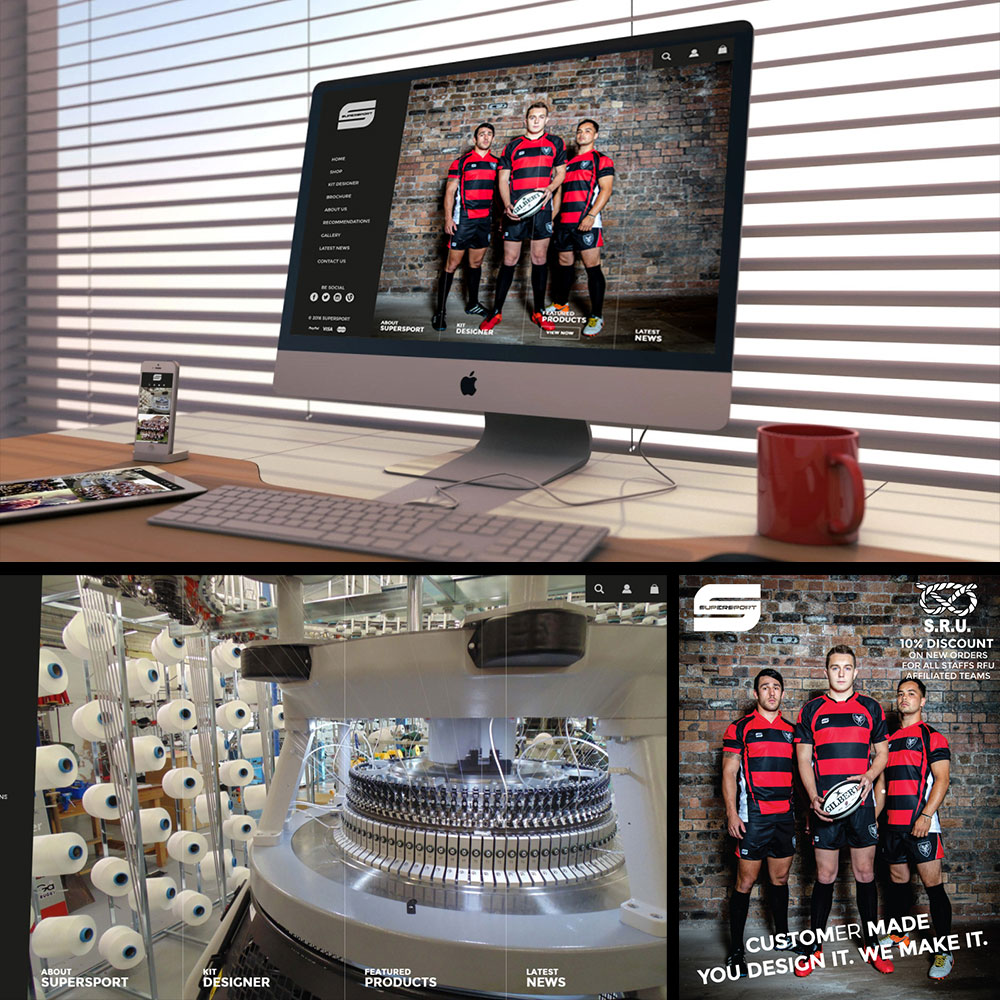 SUPERSPORT
HOME
SHOP
KIT DESIGNER
BROCHURE
ABOUT US
RECOMMENDATIONS
GALLERY
LATEST NEWS
CONTACT US
BE SOCIAL
© 2016 SUPERSPORT
PayPal VISA
GILBERT
ABOUT
SUPERSPORT
KIT
DESIGNER
FEATURED
PRODUCTS
VIEW NOW
LATEST
NEWS
NS
ABOUT
SUPERSPORT
KIT
DESIGNER
FEATURED
PRODUCTS
LATEST
NEWS
SUPERSPORT
S.R.U.
10% DISCOUNT
ON NEW ORDERS
FOR ALL STAFFS RFU
AFFILIATED TEAMS
GILBERT
CUSTOMER MADE
YOU DESIGN IT. WE MAKE IT.